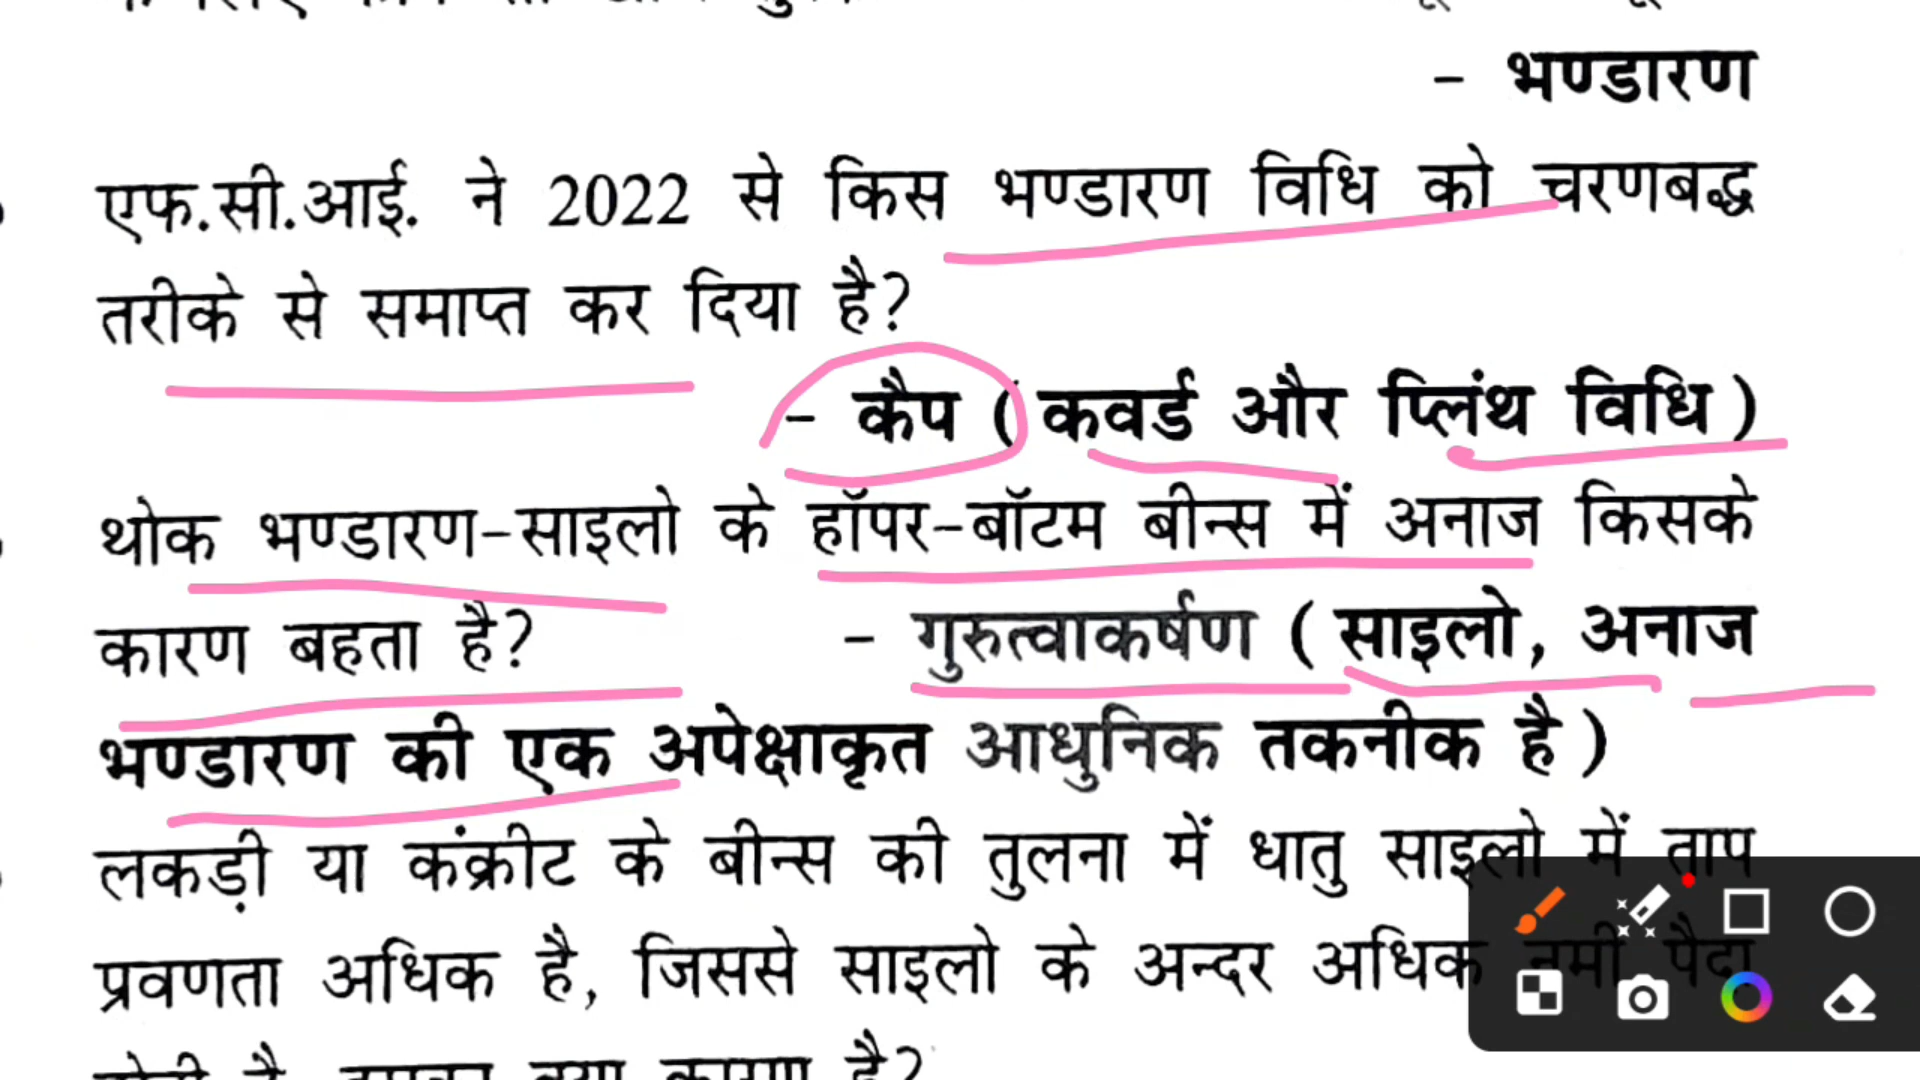 - भण्डारण
एफ.सी.आई. ने 2022 से किस भण्डारण विधि को चरणबद्ध
तरीके से समाप्त कर दिया है?
- कैप (कवर्ड और प्लिंथ विधि)
थोक भण्डारण-साइलो के हॉपर-बॉटम बीन्स में अनाज किसके
कारण बहता है? - गुरुत्वाकर्षण (साइलो, अनाज
भण्डारण की एक अपेक्षाकृत आधुनिक तकनीक है)
लकड़ी या कंक्रीट के बीन्स की तुलना में धातु साइलो में ताप
प्रवणता अधिक है, जिससे साइलो के अन्दर अधिक नमी पैदा